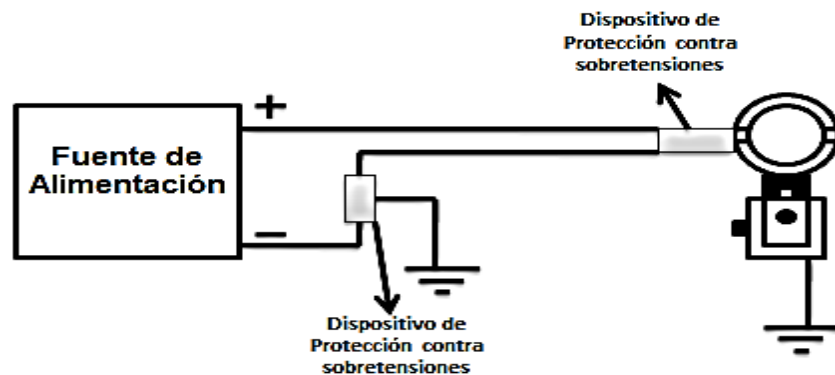 Dispositivo de
Protección contra
sobretensiones
+
Fuente de
Alimentación
−
Dispositivo de
Protección contra
sobretensiones